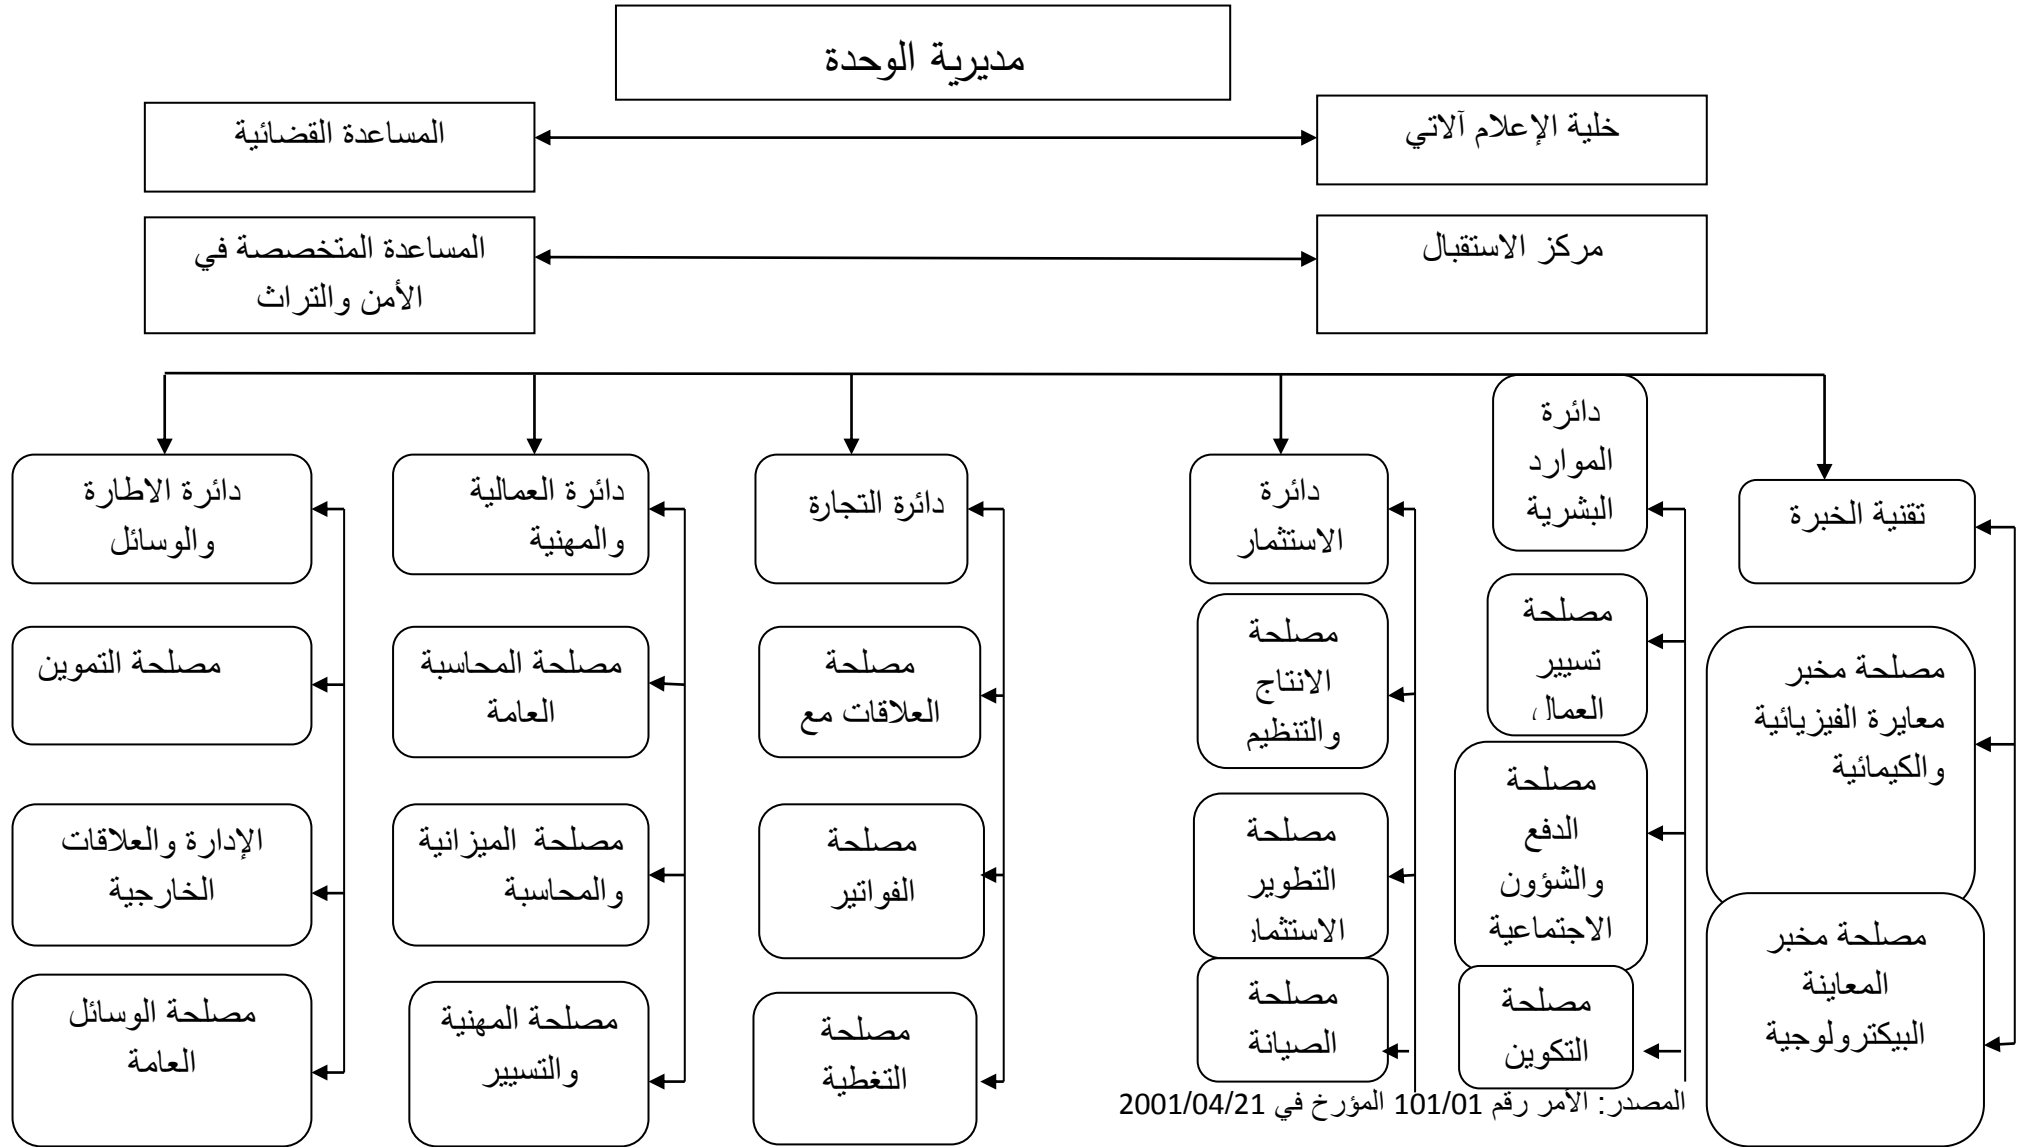 مديرية الوحدة
خلية الإعلام آلاتي
المساعدة القضائية
مركز الاستقبال
المساعدة المتخصصة في
الأمن والتراث
تقنية الخبرة
مصلحة مخبر
معايرة الفيزيائية
والكيمائية
مصلحة مخبر
المعاينة
البيكترولوجية
دائرة
الموارد
البشرية
مصلحة
تسيير
العمال
مصلحة
الدفع
والشؤون
الاجتماعية
مصلحة
التكوين
دائرة
الاستثمار
مصلحة
الانتاج
والتنظيم
مصلحة
التطوير
الاستثمار
مصلحة
الصيانة
دائرة التجارة
مصلحة
العلاقات مع
مصلحة
الفواتير
مصلحة
التغطية
دائرة العمالية
والمهنية
مصلحة المحاسبة
العامة
مصلحة الميزانية
والمحاسبة
مصلحة المهنية
والتسيير
دائرة الاطارة
والوسائل
مصلحة التموين
الإدارة والعلاقات
الخارجية
مصلحة الوسائل
العامة
المصدر: الأمر رقم 101/01 المؤرخ في 2001/04/21